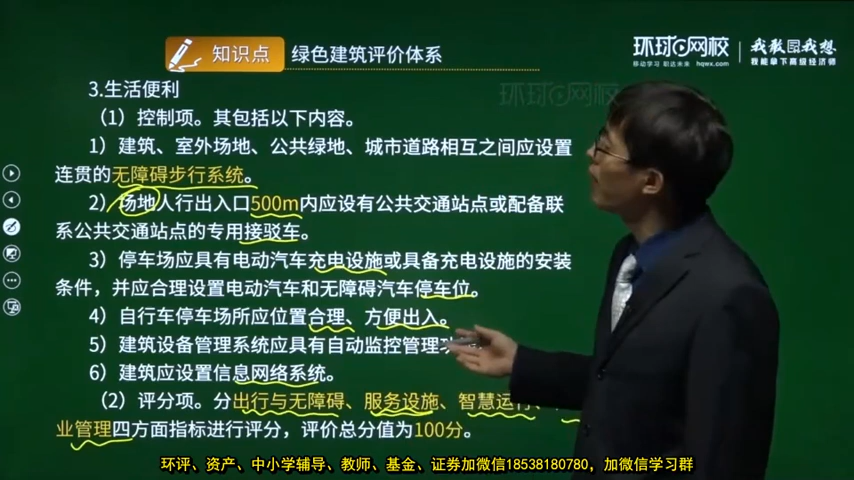 知识点 绿色建筑评价体系
环球网校 我敢我想
移动学习 职达未来 hqwx.com 我能拿下高级经济师
环球网校
3.生活便利
（1）控制项。其包括以下内容。
1）建筑、室外场地、公共绿地、城市道路相互之间应设置
连贯的无障碍步行系统。
2）场地人行出入口500m内应设有公共交通站点或配备联
系公共交通站点的专用接驳车。
3）停车场应具有电动汽车充电设施或具备充电设施的安装
条件，并应合理设置电动汽车和无障碍汽车停车位。
4）自行车停车场所应位置合理、方便出入。
5）建筑设备管理系统应具有自动监控管理
6）建筑应设置信息网络系统。
（2）评分项。分出行与无障碍、服务设施、智慧运行、
业管理四方面指标进行评分，评价总分值为100分。
环评、资产、中小学辅导、教师、基金、证券加微信18538180780，加微信学习群